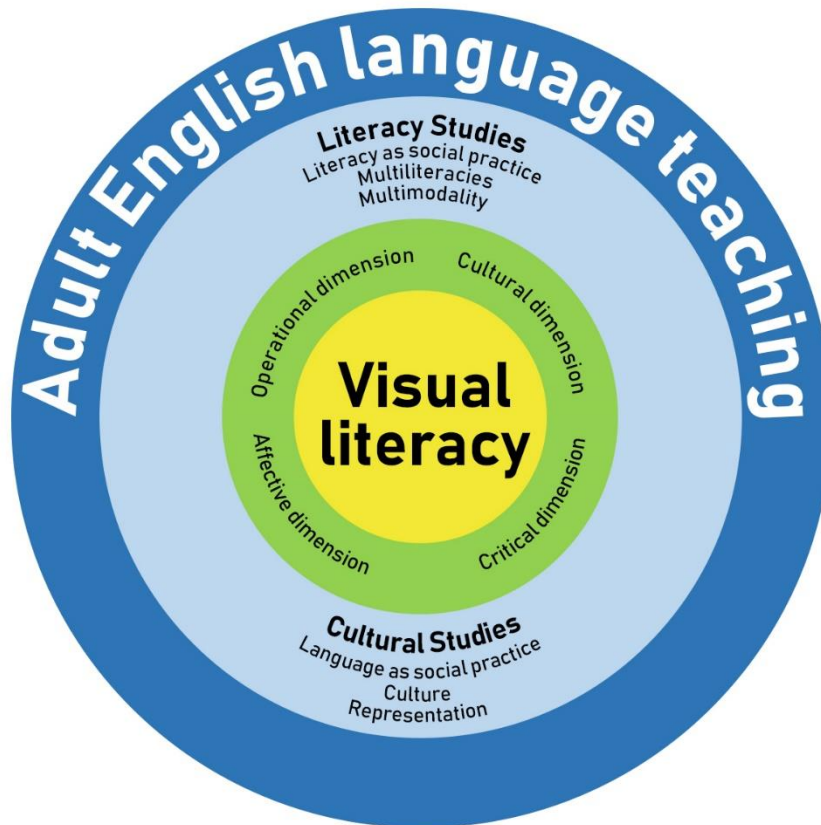 Adult English language teaching
Literacy Studies
Literacy as social practice
Multiliteracies
Multimodality
Operational dimension
Cultural dimension
Visual
literacy
Affective dimension
Critical dimension
Cultural Studies
Language as social practice
Culture
Representation